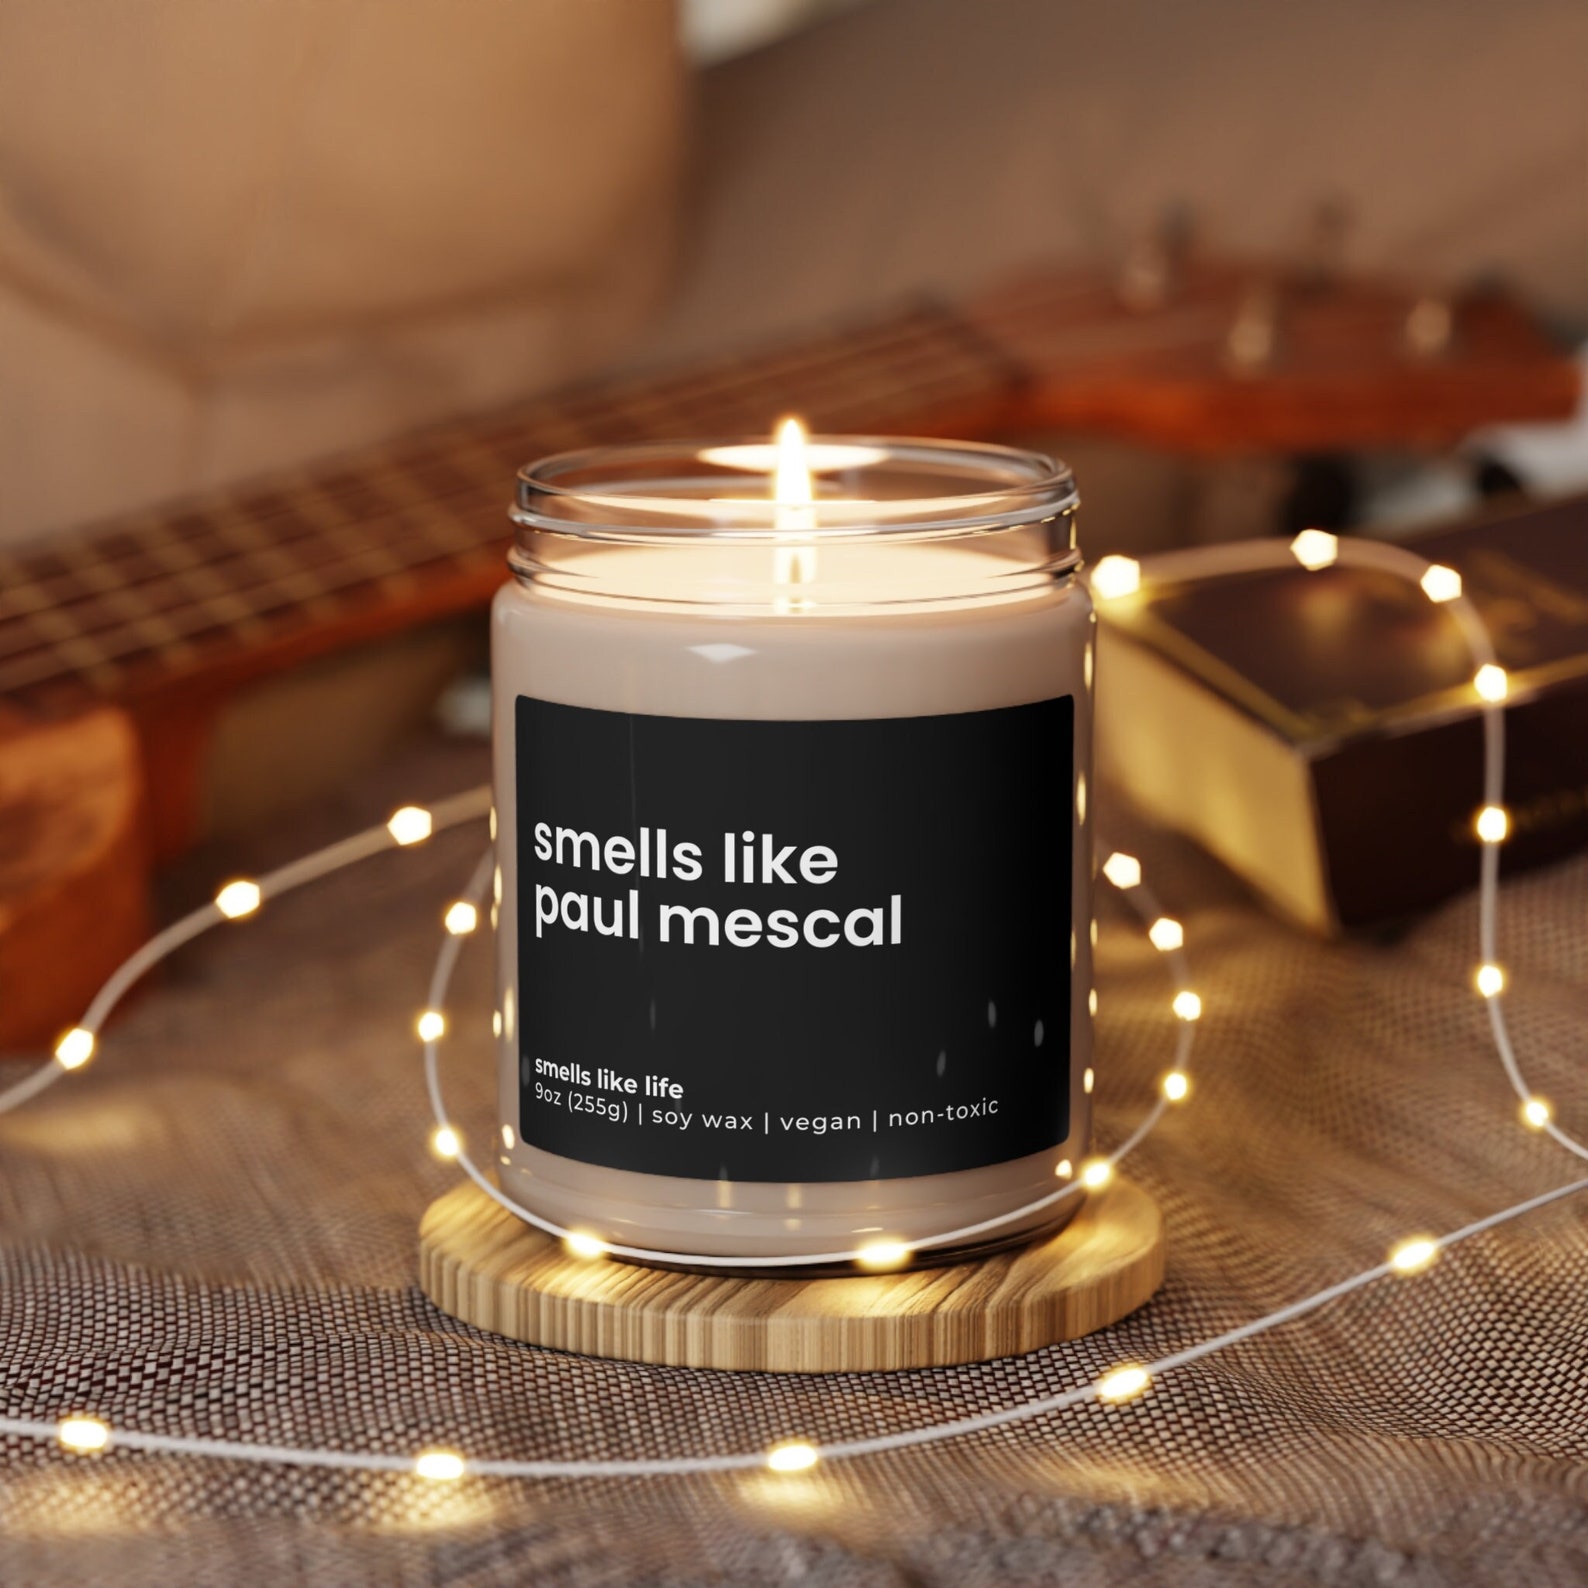 smells like
paul mescal
smells like life
9oz (255g) | soy wax | vegan | non-toxic